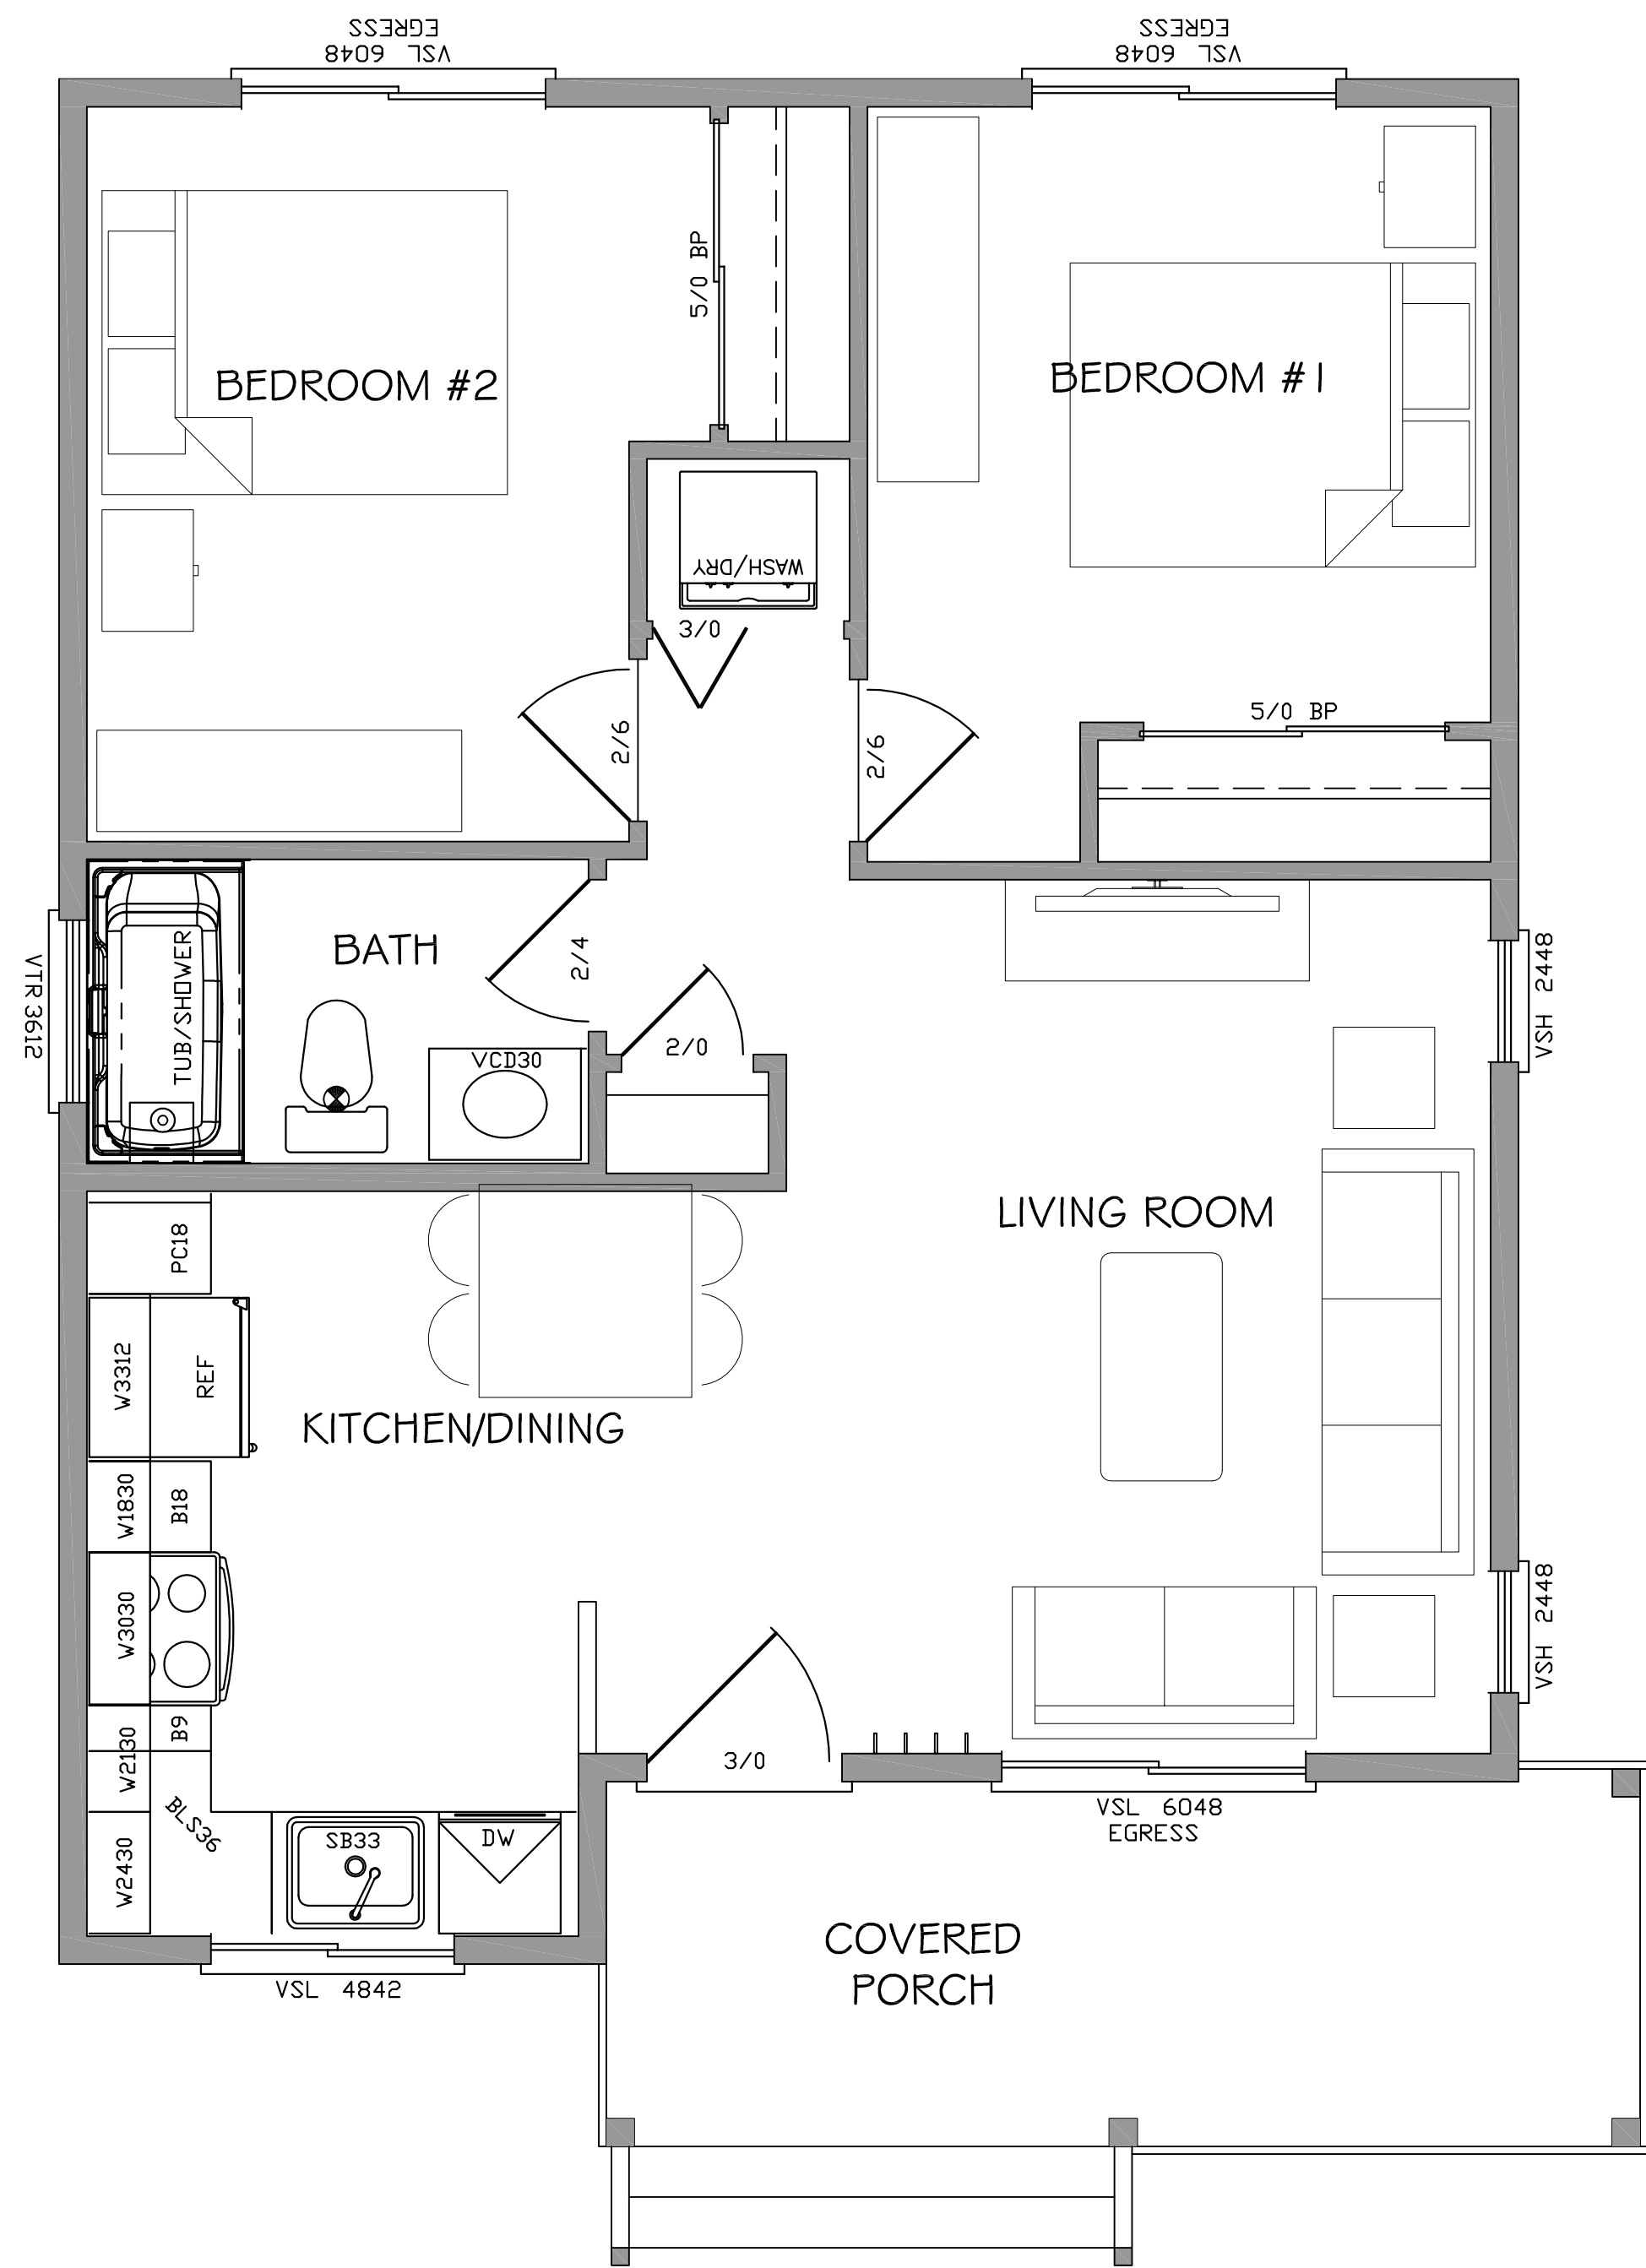 VSL 6048
EGRESS
VSL 6048
EGRESS
5/0 BP
BEDROOM #2
BEDROOM #1
WASH/DRY
3/0
2/6
2/6
5/0 BP
BATH
TUB/SHOWER
2/4
VTR 3612
VSH 2448
2/0
VCD30
LIVING ROOM
PC18
W3312
REF
KITCHEN/DINING
W1830
B18
W3030
VSH 2448
W2130
B9
3/0
BLS36
VSL 6048
EGRESS
W2430
SB33
DW
COVERED
PORCH
VSL 4842